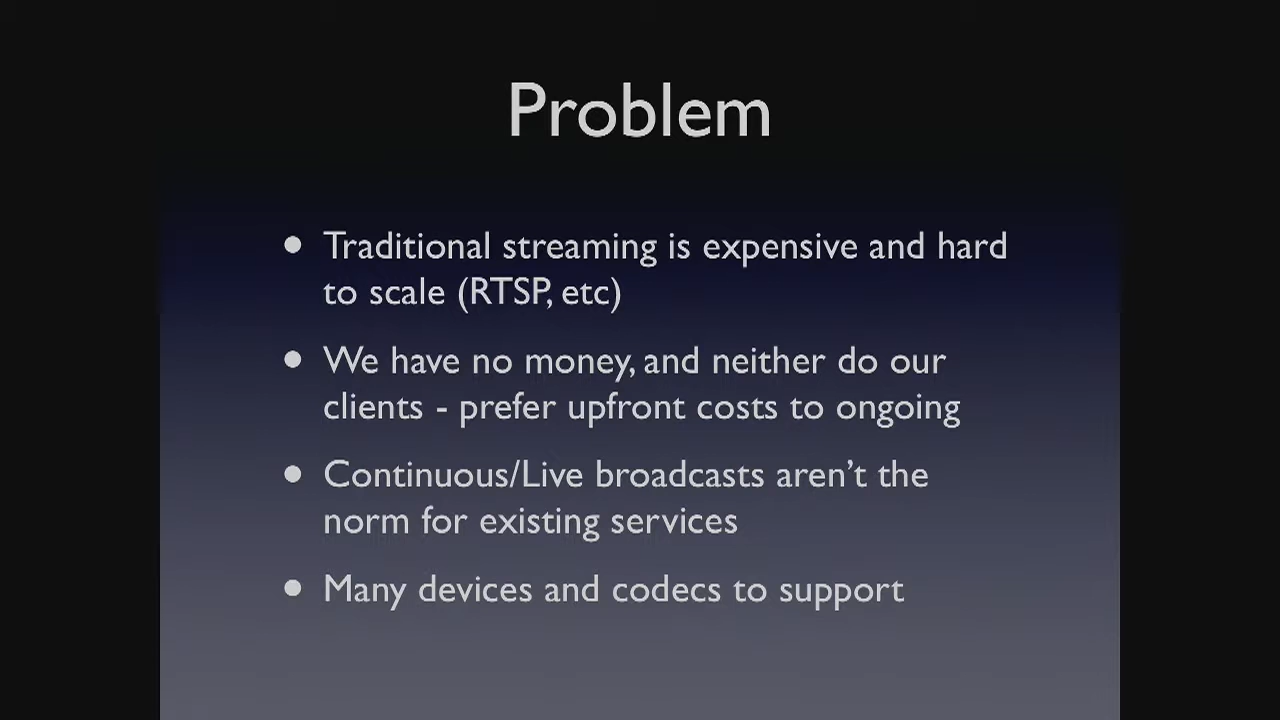 Problem
• Traditional streaming is expensive and hard
to scale (RTSP, etc)
• We have no money, and neither do our
clients - prefer upfront costs to ongoing
• Continuous/Live broadcasts aren’t the
norm for existing services
• Many devices and codecs to support